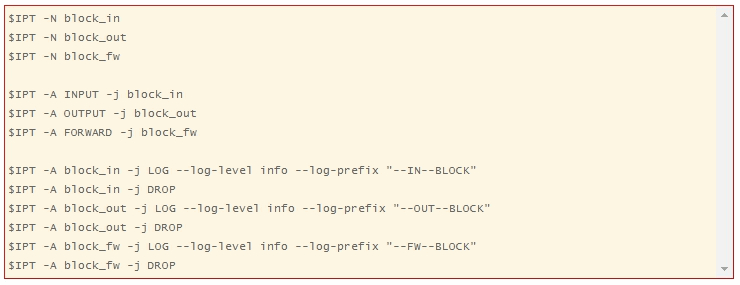 $IPT -N block_in
$IPT -N block_out
$IPT -N block_fw
$IPT -A INPUT -j block_in
$IPT -A OUTPUT -j block_out
$IPT -A FORWARD -j block_fw
$IPT -A block_in -j LOG --log-level info --log-prefix "--IN--BLOCK"
$IPT -A block_in -j DROP
$IPT -A block_out -j LOG --log-level info --log-prefix "--OUT--BLOCK"
$IPT -A block_out -j DROP
$IPT -A block_fw -j LOG --log-level info --log-prefix "--FW--BLOCK"
$IPT -A block_fw -j DROP